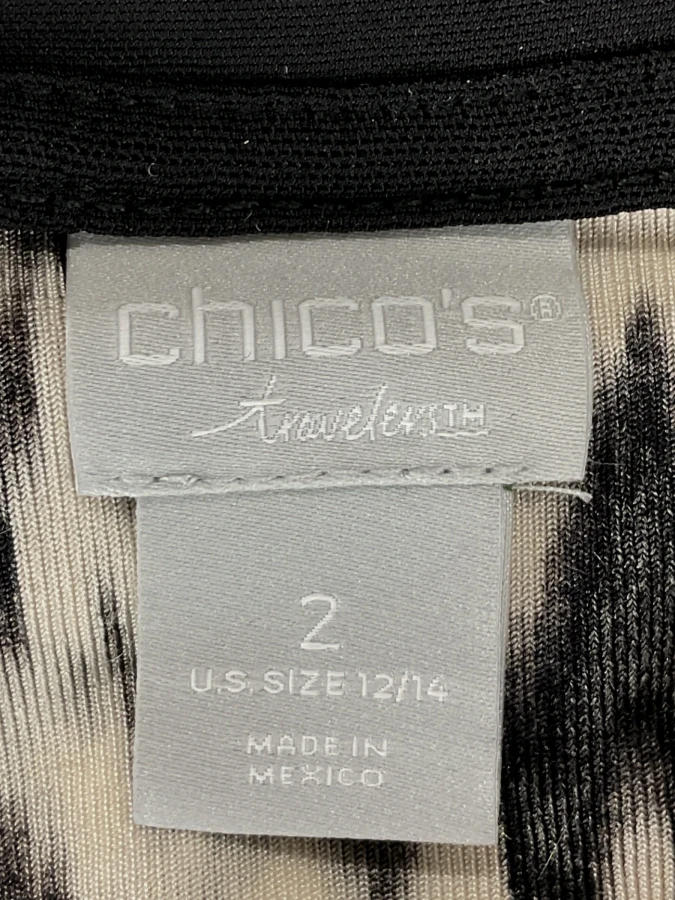 chico's®
travelers™
2
U.S. SIZE 12/14
MADE IN
MEXICO